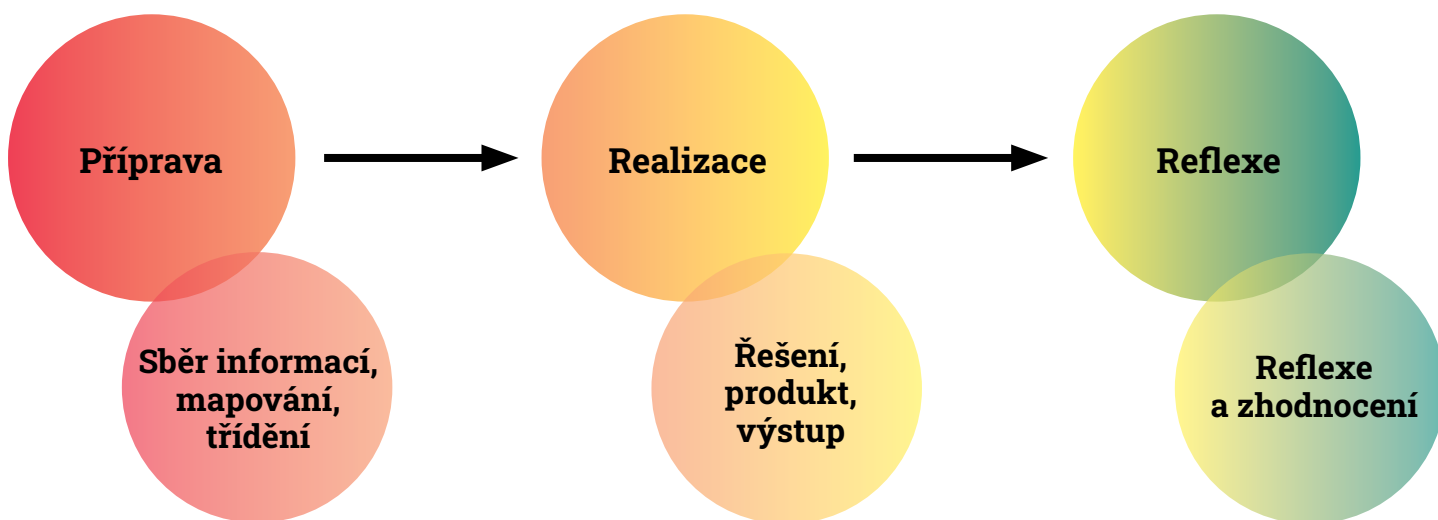 Příprava
Realizace
Reflexe
Sběr informací,
mapování,
třídění
Řešení,
produkt,
výstup
Reflexe
a zhodnocení